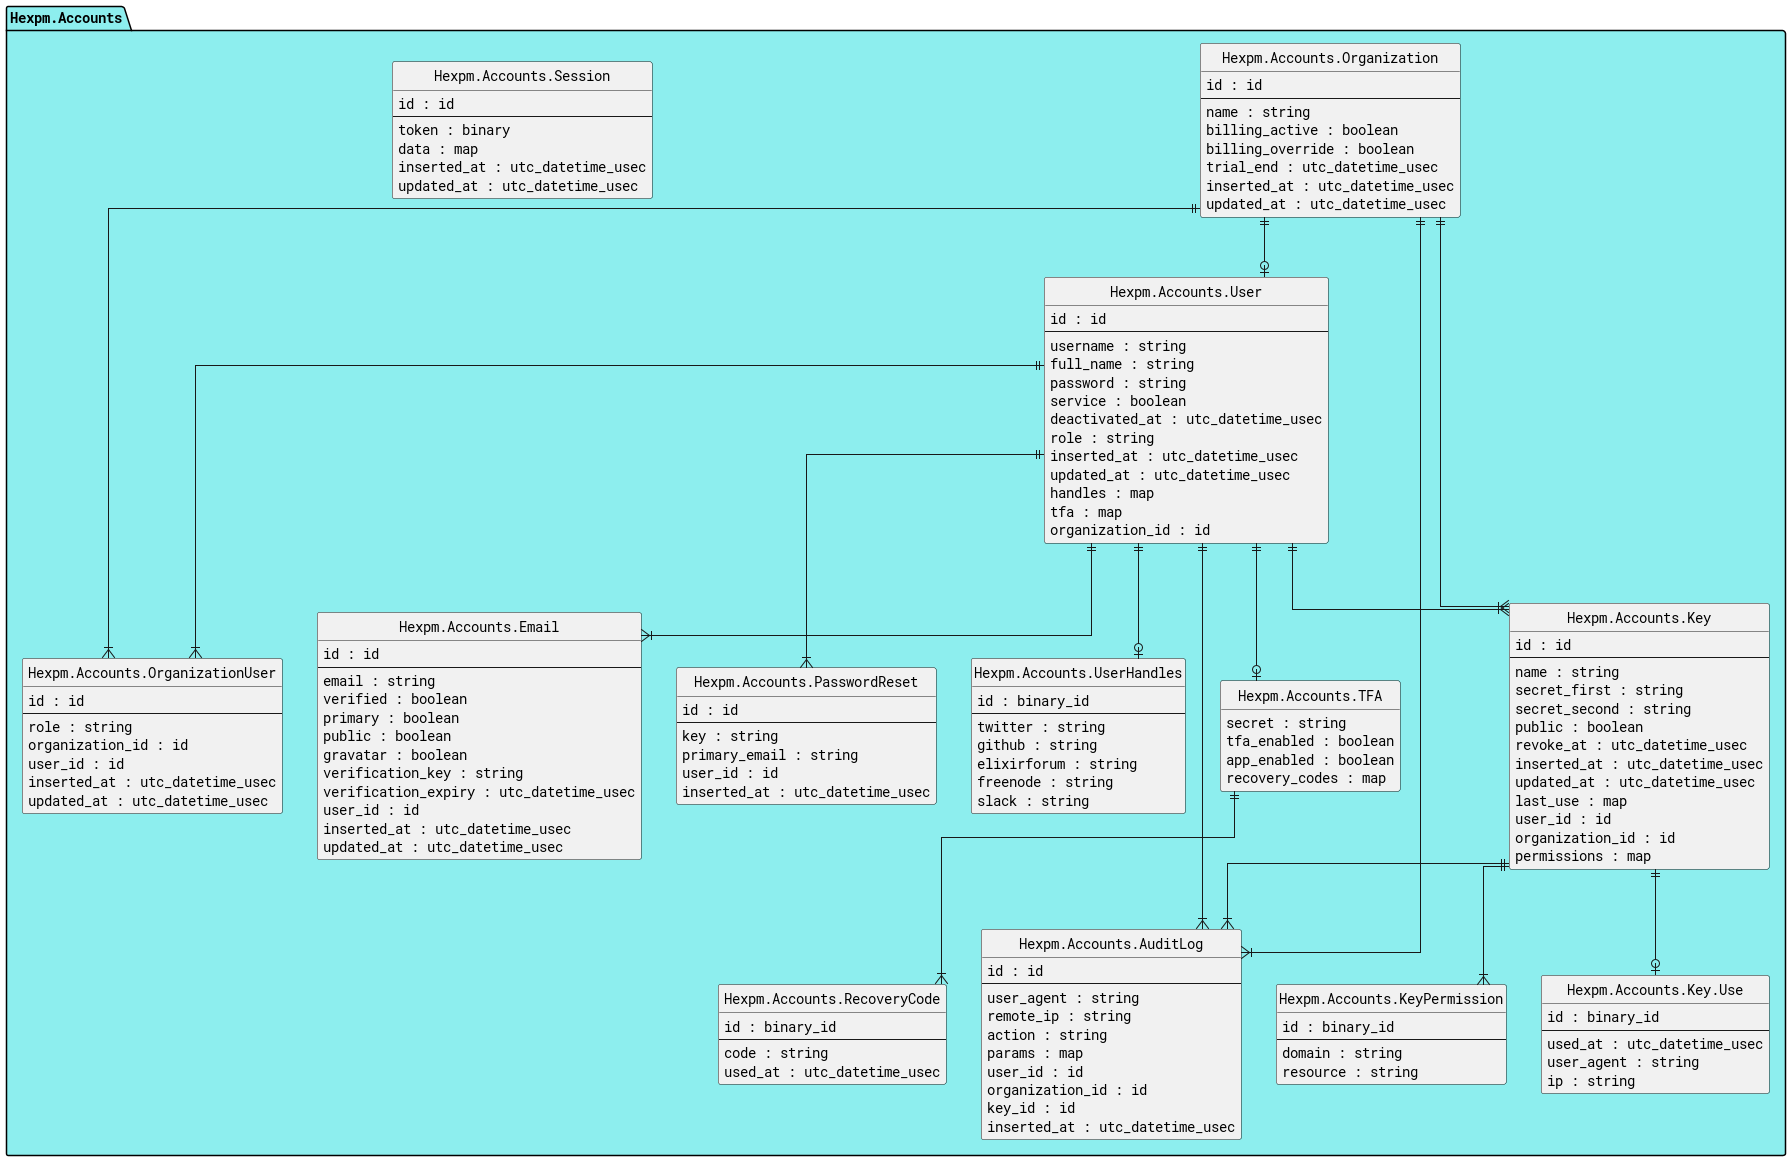 Hexpm.Accounts
Hexpm.Accounts.Session
id : id
token : binary
data : map
inserted_at : utc_datetime_usec
updated_at : utc_datetime_usec
Hexpm.Accounts.Organization
id : id
name : string
billing_active : boolean
billing_override : boolean
trial_end : utc_datetime_usec
inserted_at : utc_datetime_usec
updated_at : utc_datetime_usec
Hexpm.Accounts.User
id : id
username : string
full_name : string
password : string
service : boolean
deactivated_at : utc_datetime_usec
role : string
inserted_at : utc_datetime_usec
updated_at : utc_datetime_usec
handles : map
tfa : map
organization_id : id
Hexpm.Accounts.OrganizationUser
id : id
role : string
organization_id : id
user_id : id
inserted_at : utc_datetime_usec
updated_at : utc_datetime_usec
Hexpm.Accounts.Email
id : id
email : string
verified : boolean
primary : boolean
public : boolean
gravatar : boolean
verification_key : string
verification_expiry : utc_datetime_usec
user_id : id
inserted_at : utc_datetime_usec
updated_at : utc_datetime_usec
Hexpm.Accounts.PasswordReset
id : id
key : string
primary_email : string
user_id : id
inserted_at : utc_datetime_usec
Hexpm.Accounts.UserHandles
id : binary_id
twitter : string
github : string
elixirforum : string
freenode : string
slack : string
Hexpm.Accounts.TFA
secret : string
tfa_enabled : boolean
app_enabled : boolean
recovery_codes : map
Hexpm.Accounts.Key
id : id
name : string
secret_first : string
secret_second : string
public : boolean
revoke_at : utc_datetime_usec
inserted_at : utc_datetime_usec
updated_at : utc_datetime_usec
last_use : map
user_id : id
organization_id : id
permissions : map
Hexpm.Accounts.RecoveryCode
id : binary_id
code : string
used_at : utc_datetime_usec
Hexpm.Accounts.AuditLog
id : id
user_agent : string
remote_ip : string
action : string
params : map
user_id : id
organization_id : id
key_id : id
inserted_at : utc_datetime_usec
Hexpm.Accounts.KeyPermission
id : binary_id
domain : string
resource : string
Hexpm.Accounts.Key.Use
id : binary_id
used_at : utc_datetime_usec
user_agent : string
ip : string